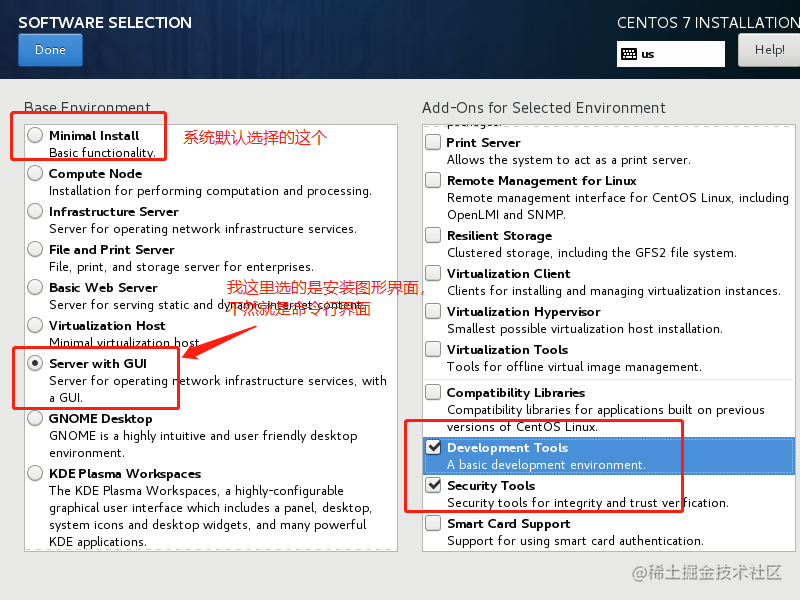 SOFTWARE SELECTION
CENTOS 7 INSTALLATION
Done
us
Help!
Base Environment
Minimal Install
Basic functionality.
系统默认选择的这个
Compute Node
Installation for performing computation and processing.
Infrastructure Server
Server for operating network infrastructure services.
File and Print Server
File, print, and storage server for enterprises.
Basic Web Server
Server for serving static and dynamic internet content.
我这里选的是安装图形界面，
不然就是命令行界面
Virtualization Host
Minimal virtualization host.
Server with GUI
Server for operating network infrastructure services, with
a GUI.
GNOME Desktop
GNOME is a highly intuitive and user friendly desktop
environment.
KDE Plasma Workspaces
The KDE Plasma Workspaces, a highly-configurable
graphical user interface which includes a panel, desktop,
system icons and desktop widgets, and many powerful
KDE applications.
Add-Ons for Selected Environment
packages.
Print Server
Allows the system to act as a print server.
Remote Management for Linux
Remote management interface for CentOS Linux, including
OpenLMI and SNMP.
Resilient Storage
Clustered storage, including the GFS2 file system.
Virtualization Client
Clients for installing and managing virtualization instances.
Virtualization Hypervisor
Smallest possible virtualization host installation.
Virtualization Tools
Tools for offline virtual image management.
Compatibility Libraries
Compatibility libraries for applications built on previous
versions of CentOS Linux.
Development Tools
A basic development environment.
Security Tools
Security tools for integrity and trust verification.
Smart Card Support
Support for using smart card authentication.
@稀土掘金技术社区